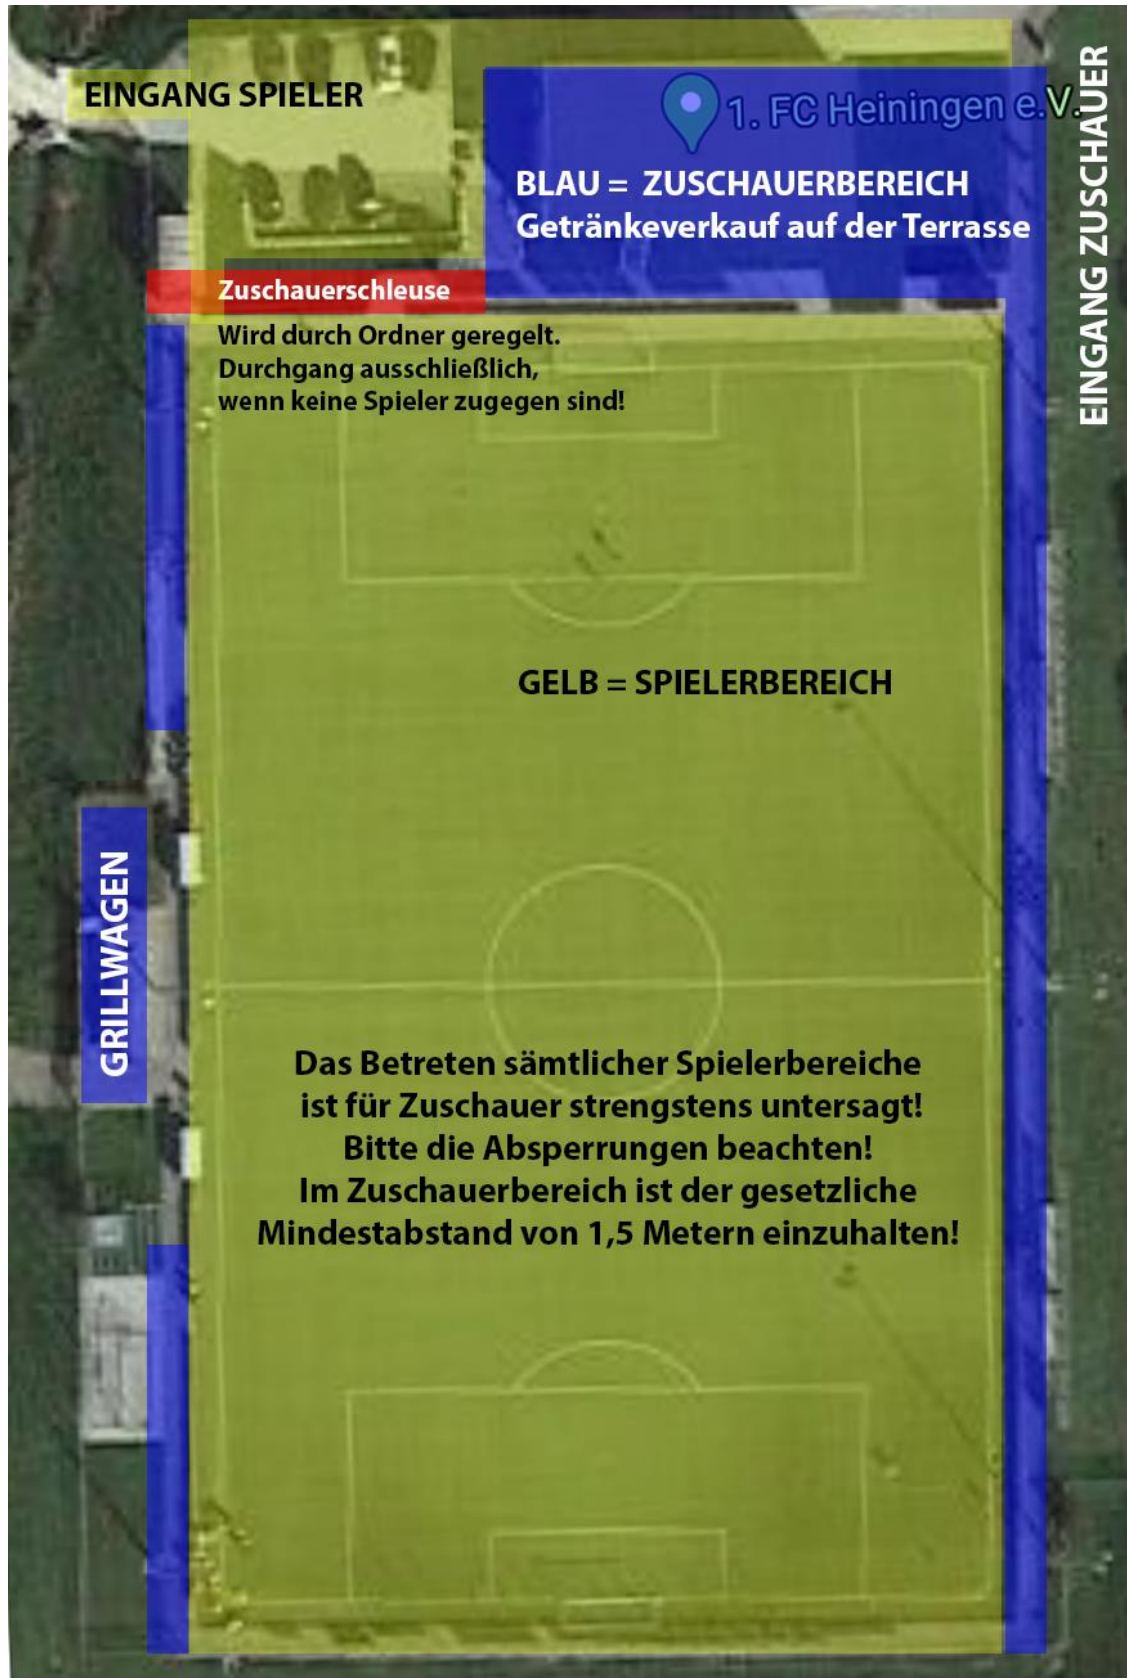 EINGANG SPIELER
1. FC Heiningen e.V.
EINGANG ZUSCHAUER
BLAU = ZUSCHAUERBEREICH
Getränkeverkauf auf der Terrasse
Zuschauerschleuse
Wird durch Ordner geregelt.
Durchgang ausschließlich,
wenn keine Spieler zugegen sind!
GELB = SPIELERBEREICH
GRILLWAGEN
Das Betreten sämtlicher Spielerbereiche
ist für Zuschauer strengstens untersagt!
Bitte die Absperrungen beachten!
Im Zuschauerbereich ist der gesetzliche
Mindestabstand von 1,5 Metern einzuhalten!